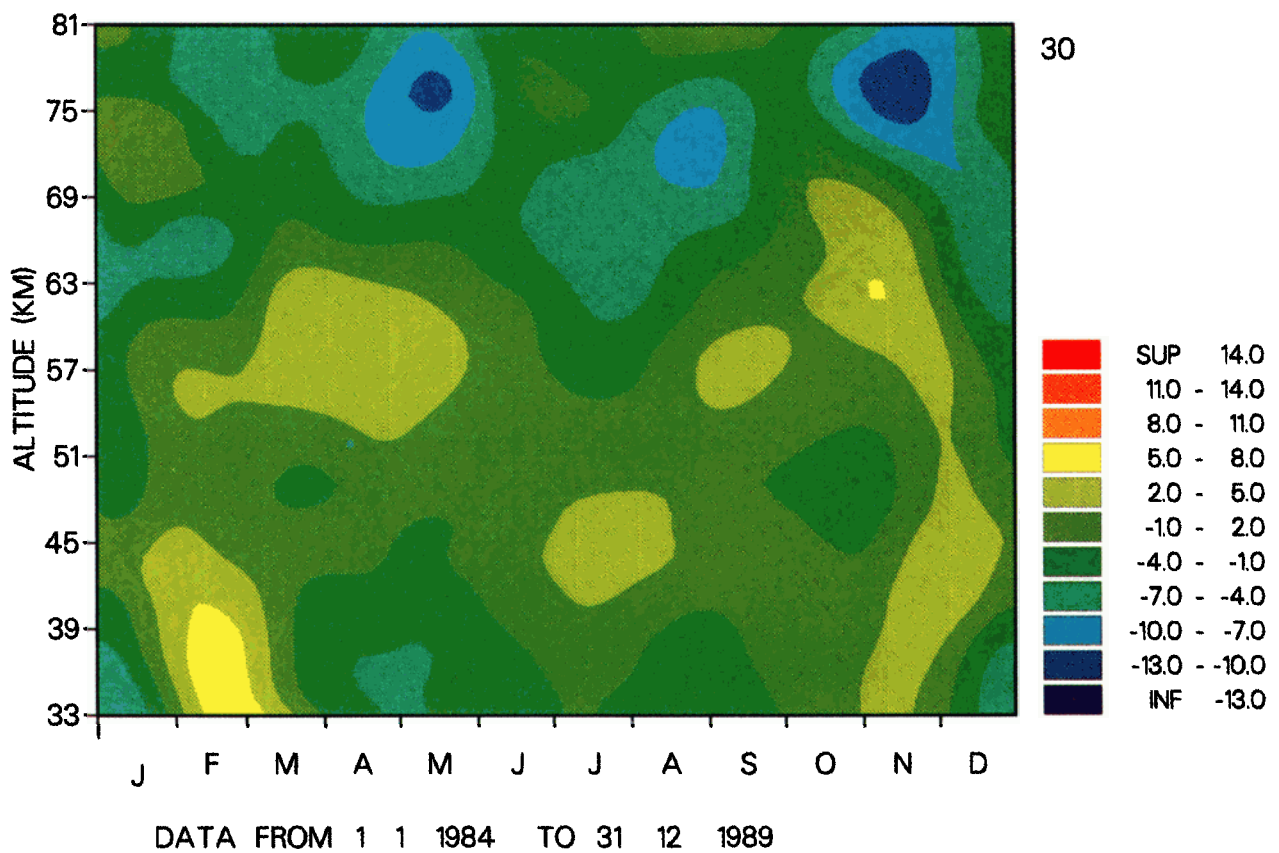 30
81
75
69
63
57
51
45
39
33
ALTITUDE (KM)
J F M A M J J A S O N D
DATA FROM 1 1 1984 TO 31 12 1989
SUP 14.0
11.0 - 14.0
8.0 - 11.0
5.0 - 8.0
2.0 - 5.0
-1.0 - 2.0
-4.0 - -1.0
-7.0 - -4.0
-10.0 - -7.0
-13.0 - -10.0
INF -13.0